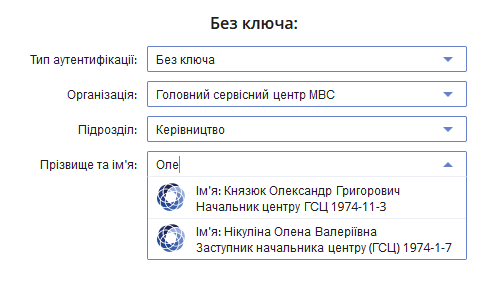 Без ключа:
Тип аутентифікації: Без ключа
Організація: Головний сервісний центр МВС
Підрозділ: Керівництво
Прізвище та ім'я: Оле
Ім'я: Князюк Олександр Григорович
Начальник центру ГСЦ 1974-11-3
Ім'я: Нікуліна Олена Валеріївна
Заступник начальника центру (ГСЦ) 1974-1-7